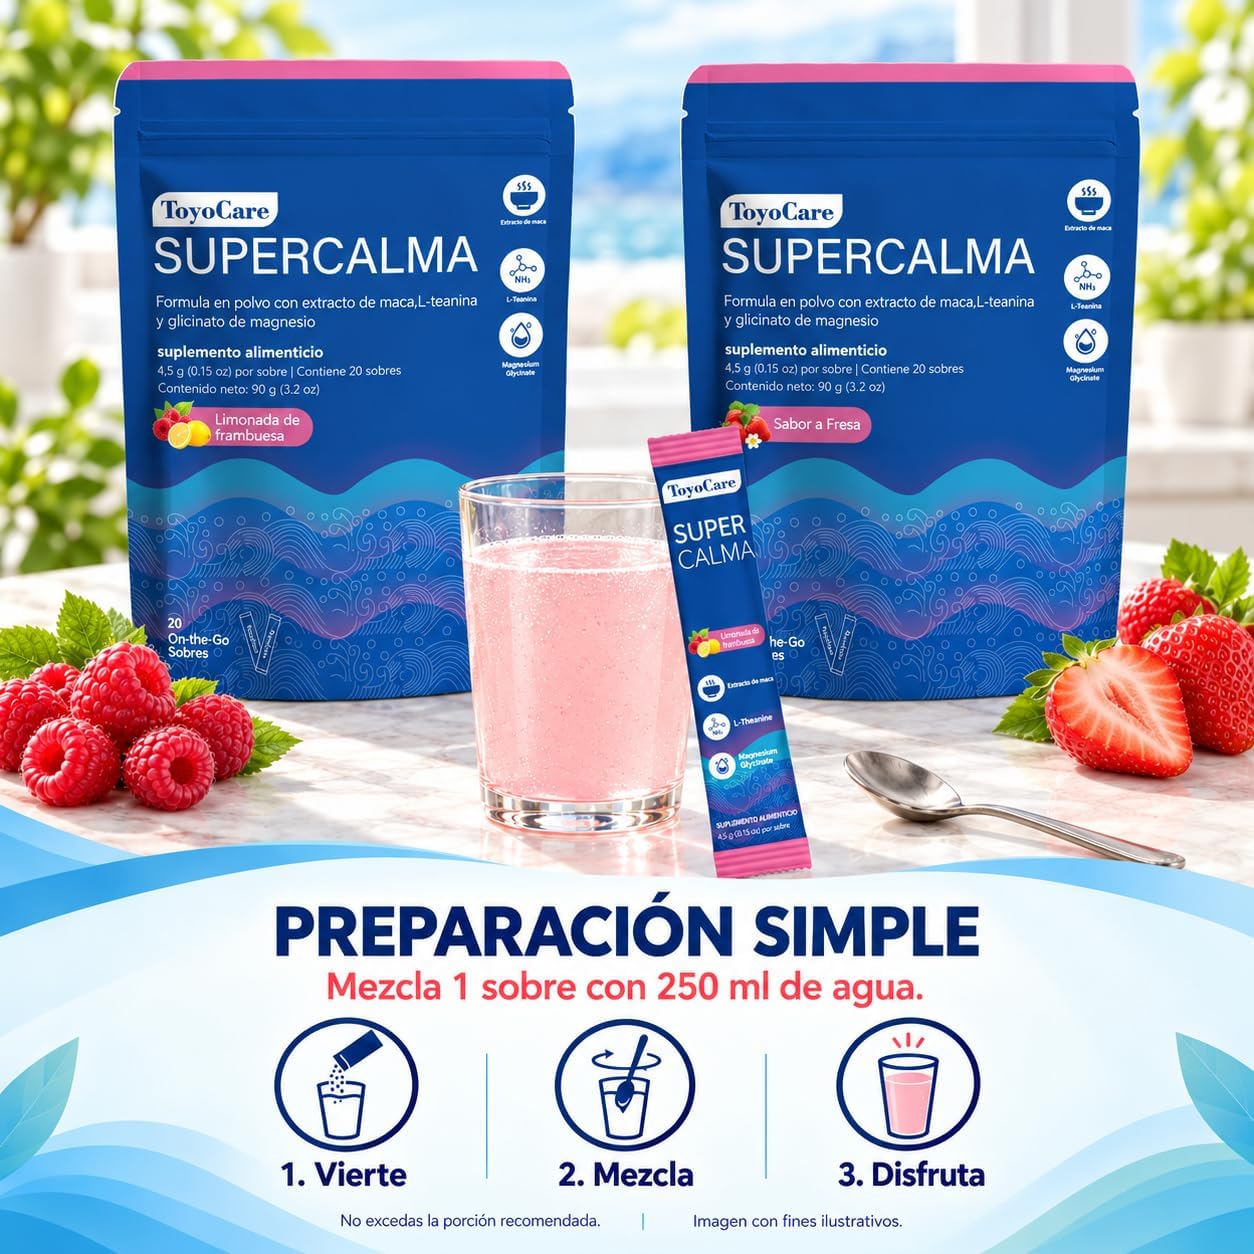 ToyoCare
SUPERCALMA
Formula en polvo con extracto de maca,L-teanina
y glicinato de magnesio
suplemento alimenticio
4,5 g (0.15 oz) por sobre | Contiene 20 sobres
Contenido neto: 90 g (3.2 oz)
Limonada de
frambuesa
Extracto de maca
NH₃
L-Teanina
Magnesium
Glycinate
20
On-the-Go
Sobres
ToyoCare
SUPERCALMA
Formula en polvo con extracto de maca,L-teanina
y glicinato de magnesio
suplemento alimenticio
4,5 g (0.15 oz) por sobre | Contiene 20 sobres
Contenido neto: 90 g (3.2 oz)
Sabor a Fresa
Extracto de maca
NH₃
L-Teanina
Magnesium
Glycinate
he-Go
es
ToyoCare
SUPER
CALMA
Limonada de
frambuesa
Extracto de maca
NH₃
L-Theanine
Magnesium
Glycinate
SUPLEMENTO ALIMENTICIO
4,5 g (0.15 oz) por sobre
PREPARACIÓN SIMPLE
Mezcla 1 sobre con 250 ml de agua.
1. Vierte
2. Mezcla
3. Disfruta
No excedas la porción recomendada. | Imagen con fines ilustrativos.